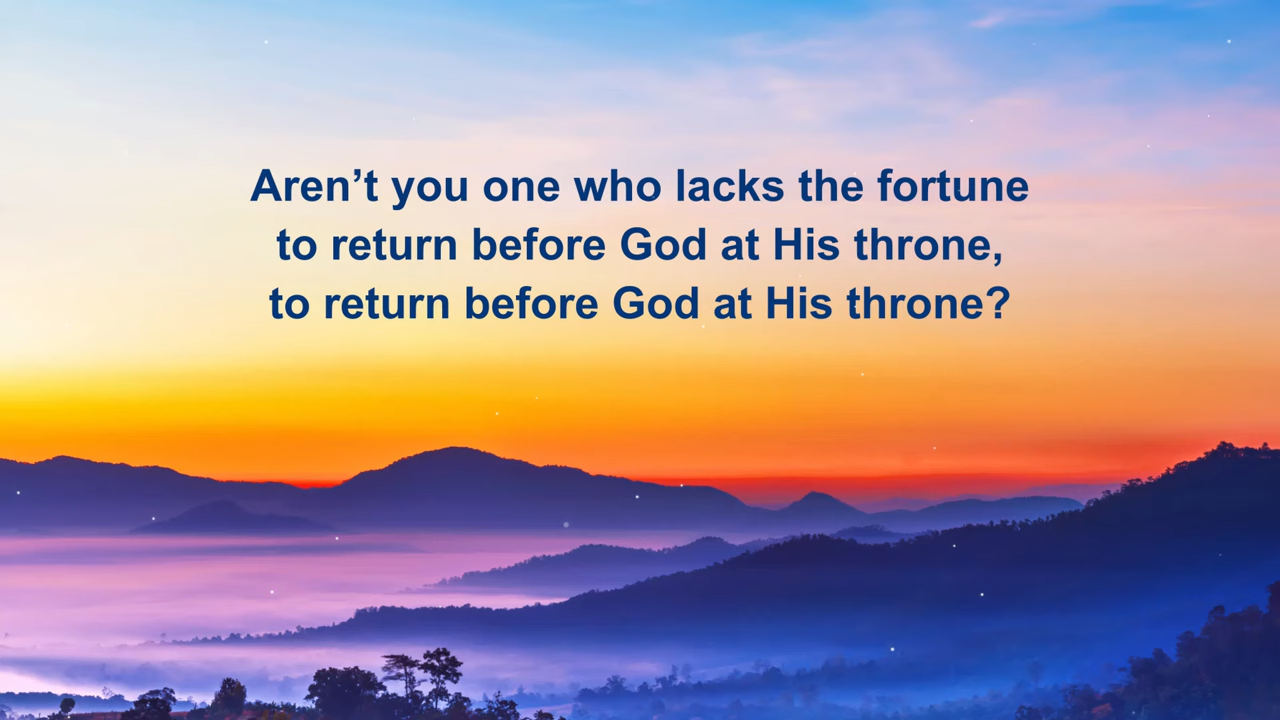 Aren’t you one who lacks the fortune
to return before God at His throne,
to return before God at His throne?